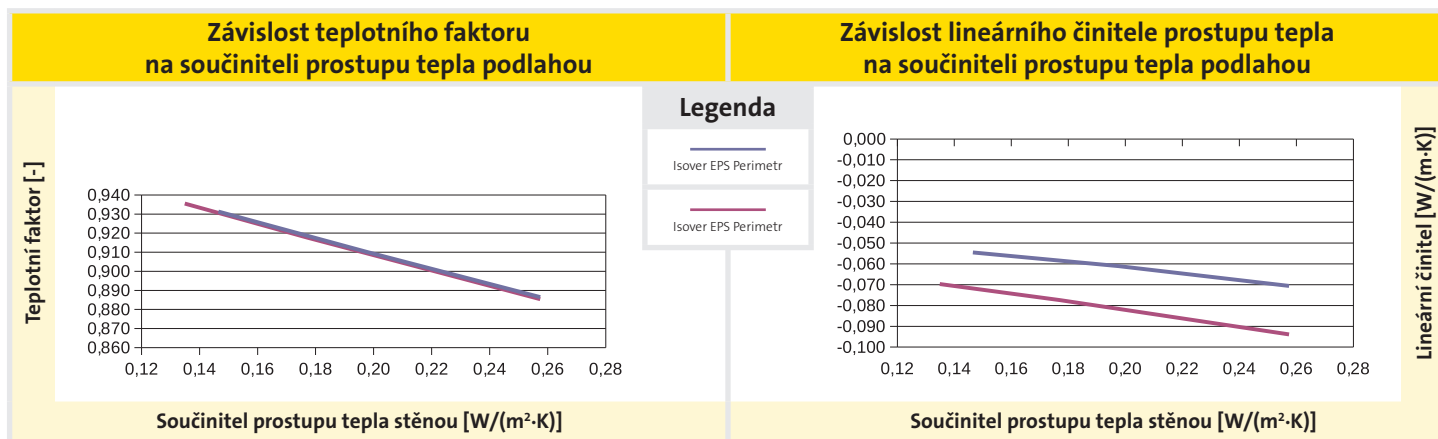 Závislost teplotního faktoru
na součiniteli prostupu tepla podlahou
Závislost lineárního činitele prostupu tepla
na součiniteli prostupu tepla podlahou
Teplotní faktor [-]
0,940
0,930
0,920
0,910
0,900
0,890
0,880
0,870
0,860
0,12 0,14 0,16 0,18 0,20 0,22 0,24 0,26 0,28
Součinitel prostupu tepla stěnou [W/(m²·K)]
Legenda
Isover EPS Perimetr
Isover EPS Perimetr
0,000
-0,010
-0,020
-0,030
-0,040
-0,050
-0,060
-0,070
-0,080
-0,090
-0,100
0,12 0,14 0,16 0,18 0,20 0,22 0,24 0,26 0,28
Součinitel prostupu tepla stěnou [W/(m²·K)]
Lineární činitel [W/(m·K)]